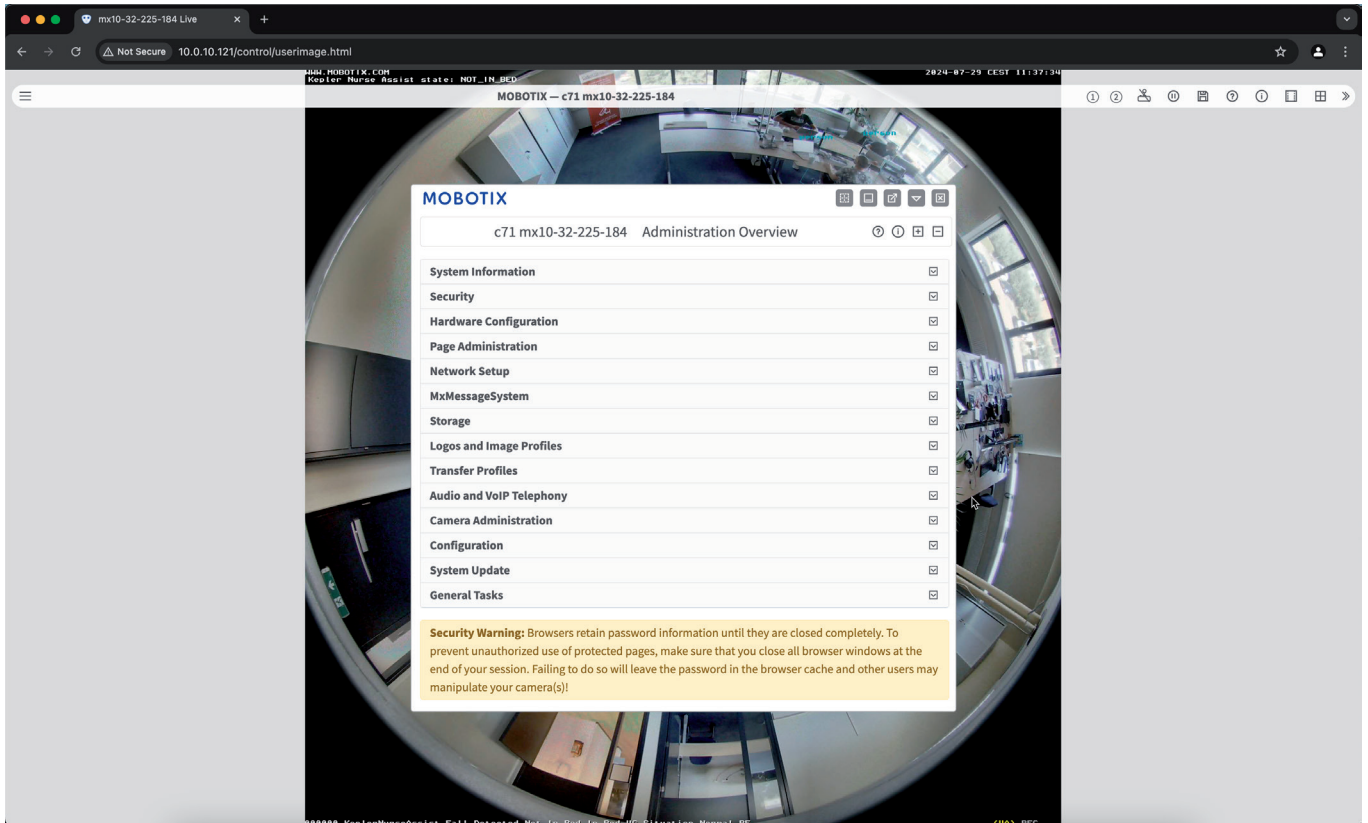 mx10-32-225-184 Live
Not Secure 10.0.10.121/control/userimage.html
WWW.MOBOTIX.COM 2024-07-29 CEST 11:37:34
Kepler Nurse Assist state: NOT_IN_BED
MOBOTIX — c71 mx10-32-225-184
1 2
person
MOBOTIX
c71 mx10-32-225-184 Administration Overview
System Information
Security
Hardware Configuration
Page Administration
Network Setup
MxMessageSystem
Storage
Logos and Image Profiles
Transfer Profiles
Audio and VoIP Telephony
Camera Administration
Configuration
System Update
General Tasks
Security Warning: Browsers retain password information until they are closed completely. To
prevent unauthorized use of protected pages, make sure that you close all browser windows at the
end of your session. Failing to do so will leave the password in the browser cache and other users may
manipulate your camera(s)!